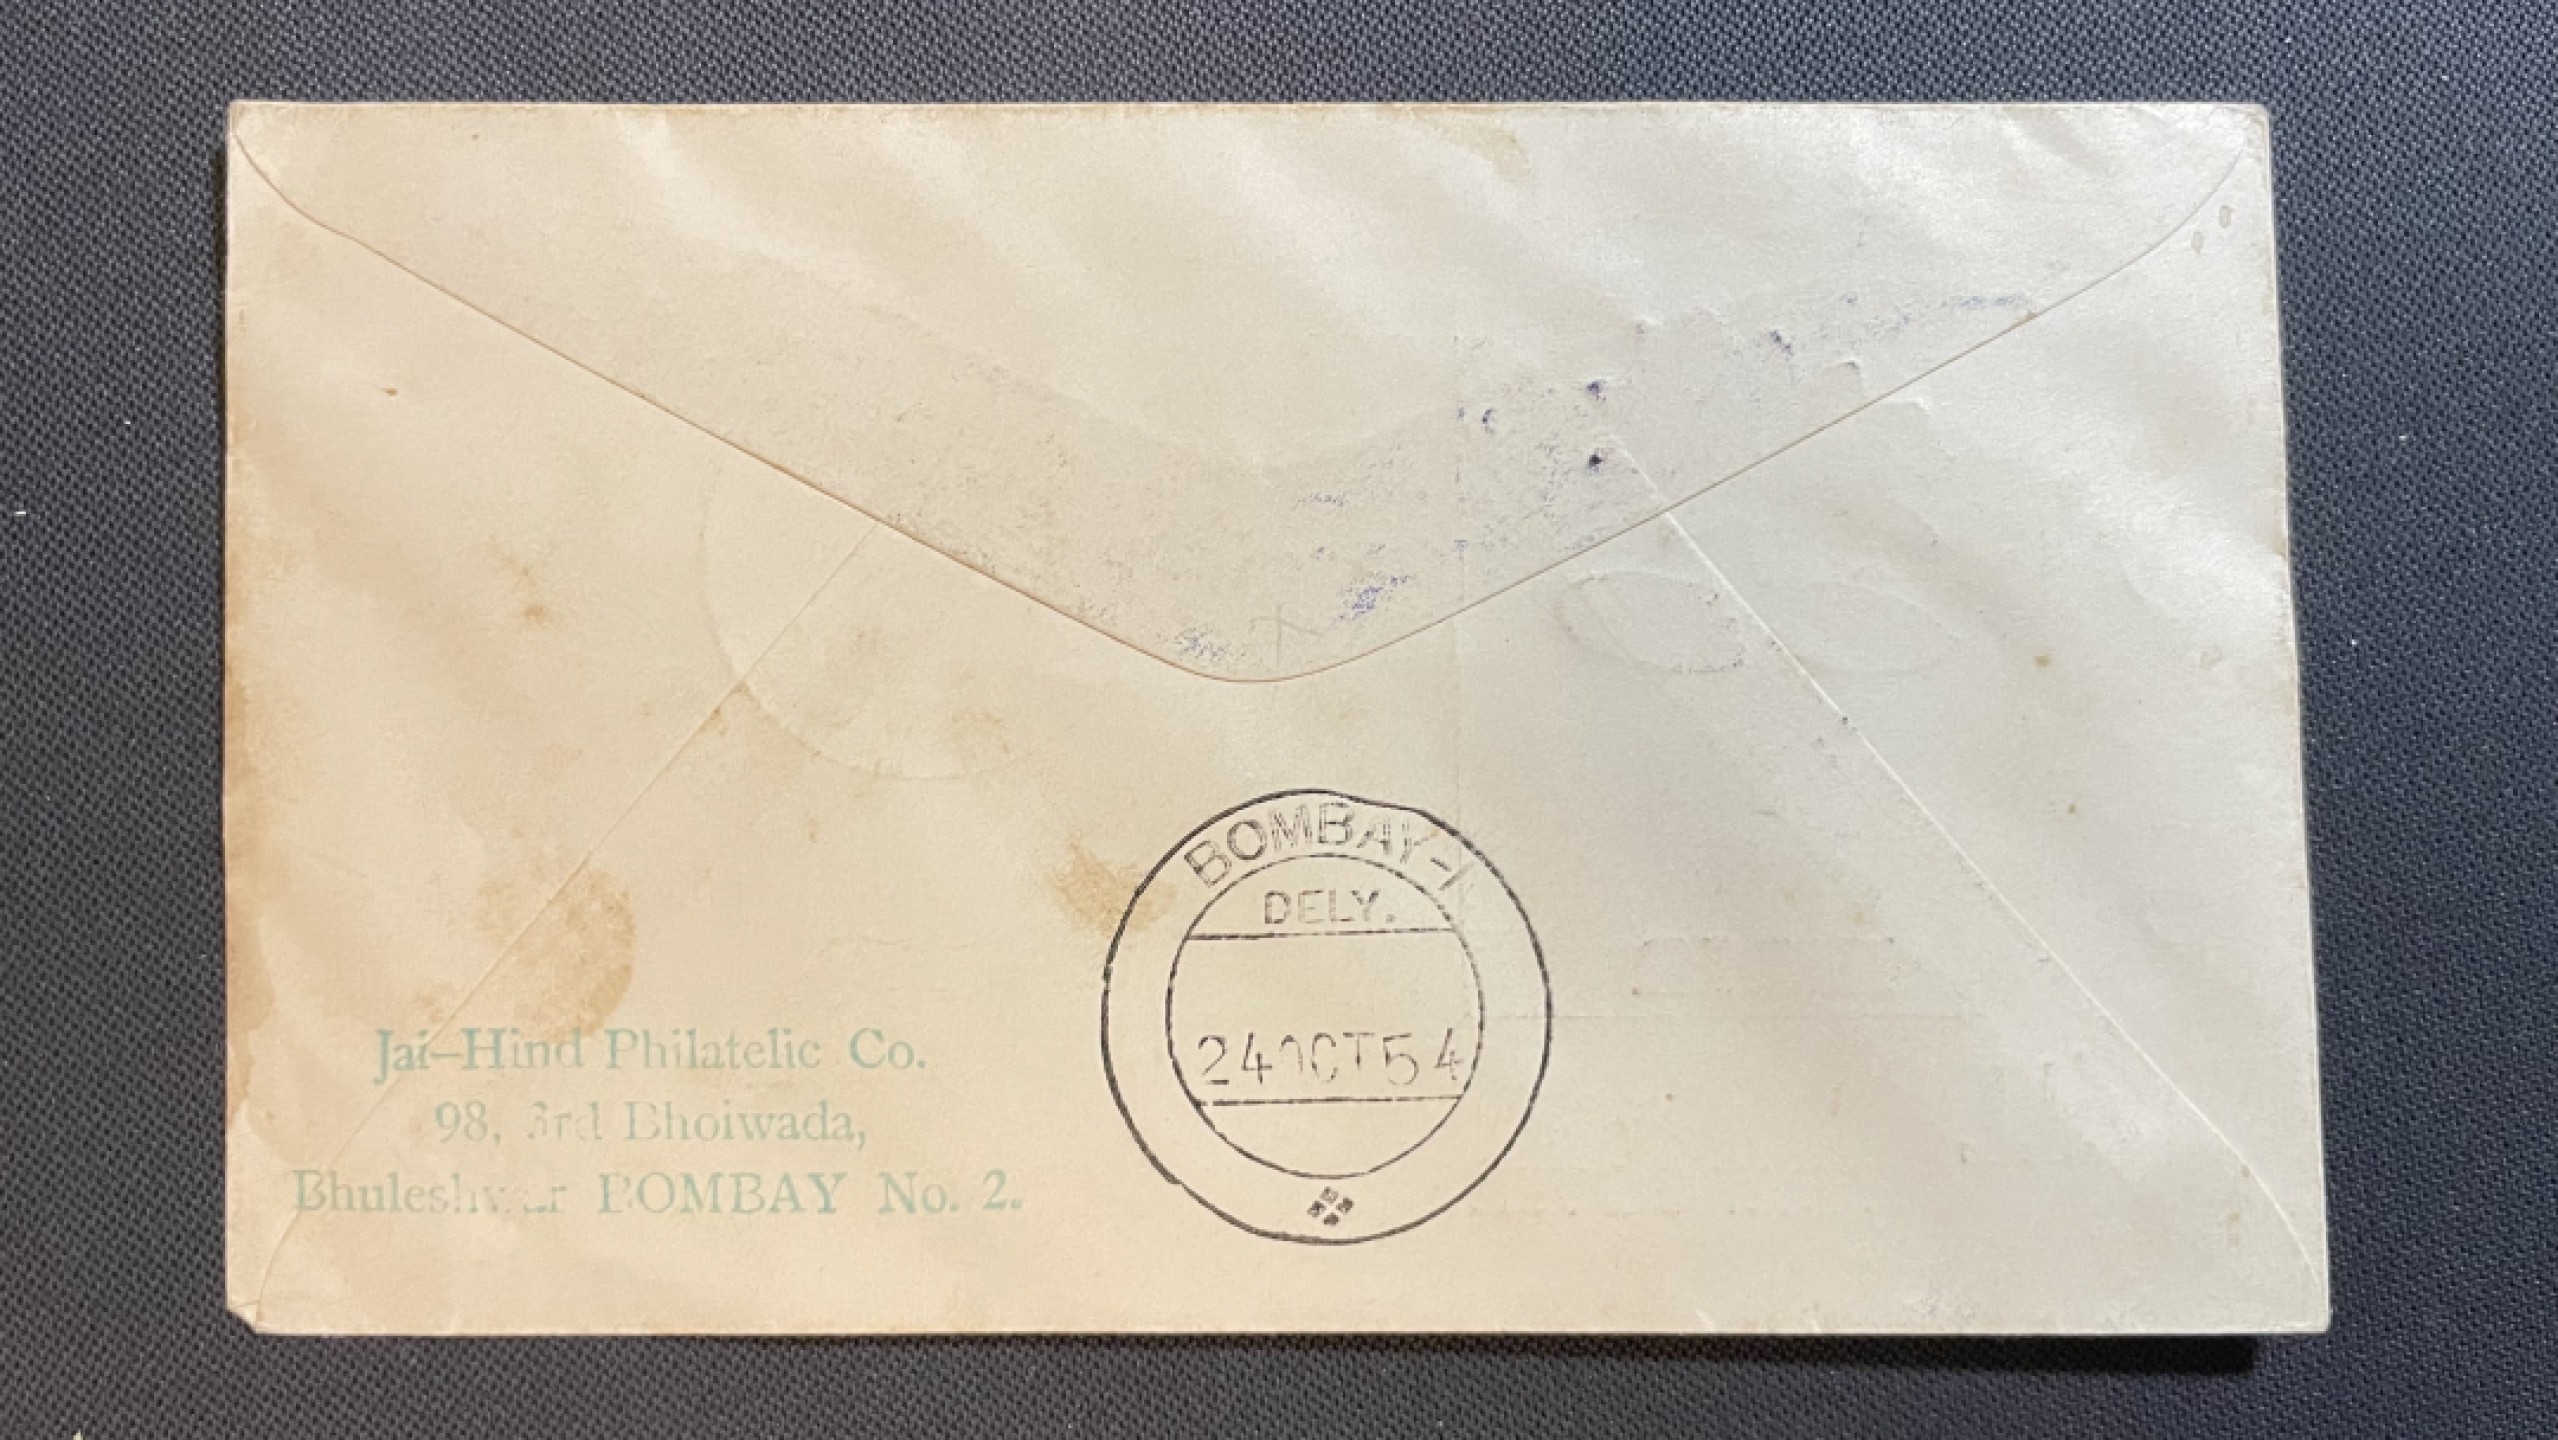 BOMBAY-1
DELY.
24 OCT 54
Jai-Hind Philatelic Co.
98, 3rd Bhoiwada,
Bhuleshwar BOMBAY No. 2.